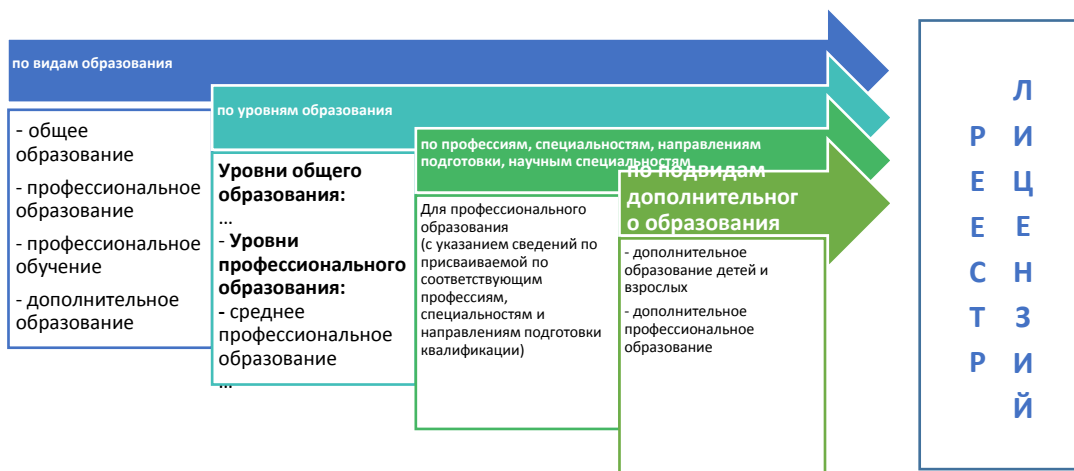 по видам образования
- общее
образование
- профессиональное
образование
- профессиональное
обучение
- дополнительное
образование
по уровням образования
Уровни общего
образования:
...
- Уровни
профессионального
образования:
- среднее
профессиональное
образование
...
по профессиям, специальностям, направлениям
подготовки, научным специальностям
Для профессионального
образования
(с указанием сведений по
присваиваемой по
соответствующим
профессиям,
специальностям и
направлениям подготовки
квалификации)
по подвидам
дополнительног
о образования
- дополнительное
образование детей и
взрослых
- дополнительное
профессиональное
образование
РЕЕСТР
ЛИЦЕНЗИЙ